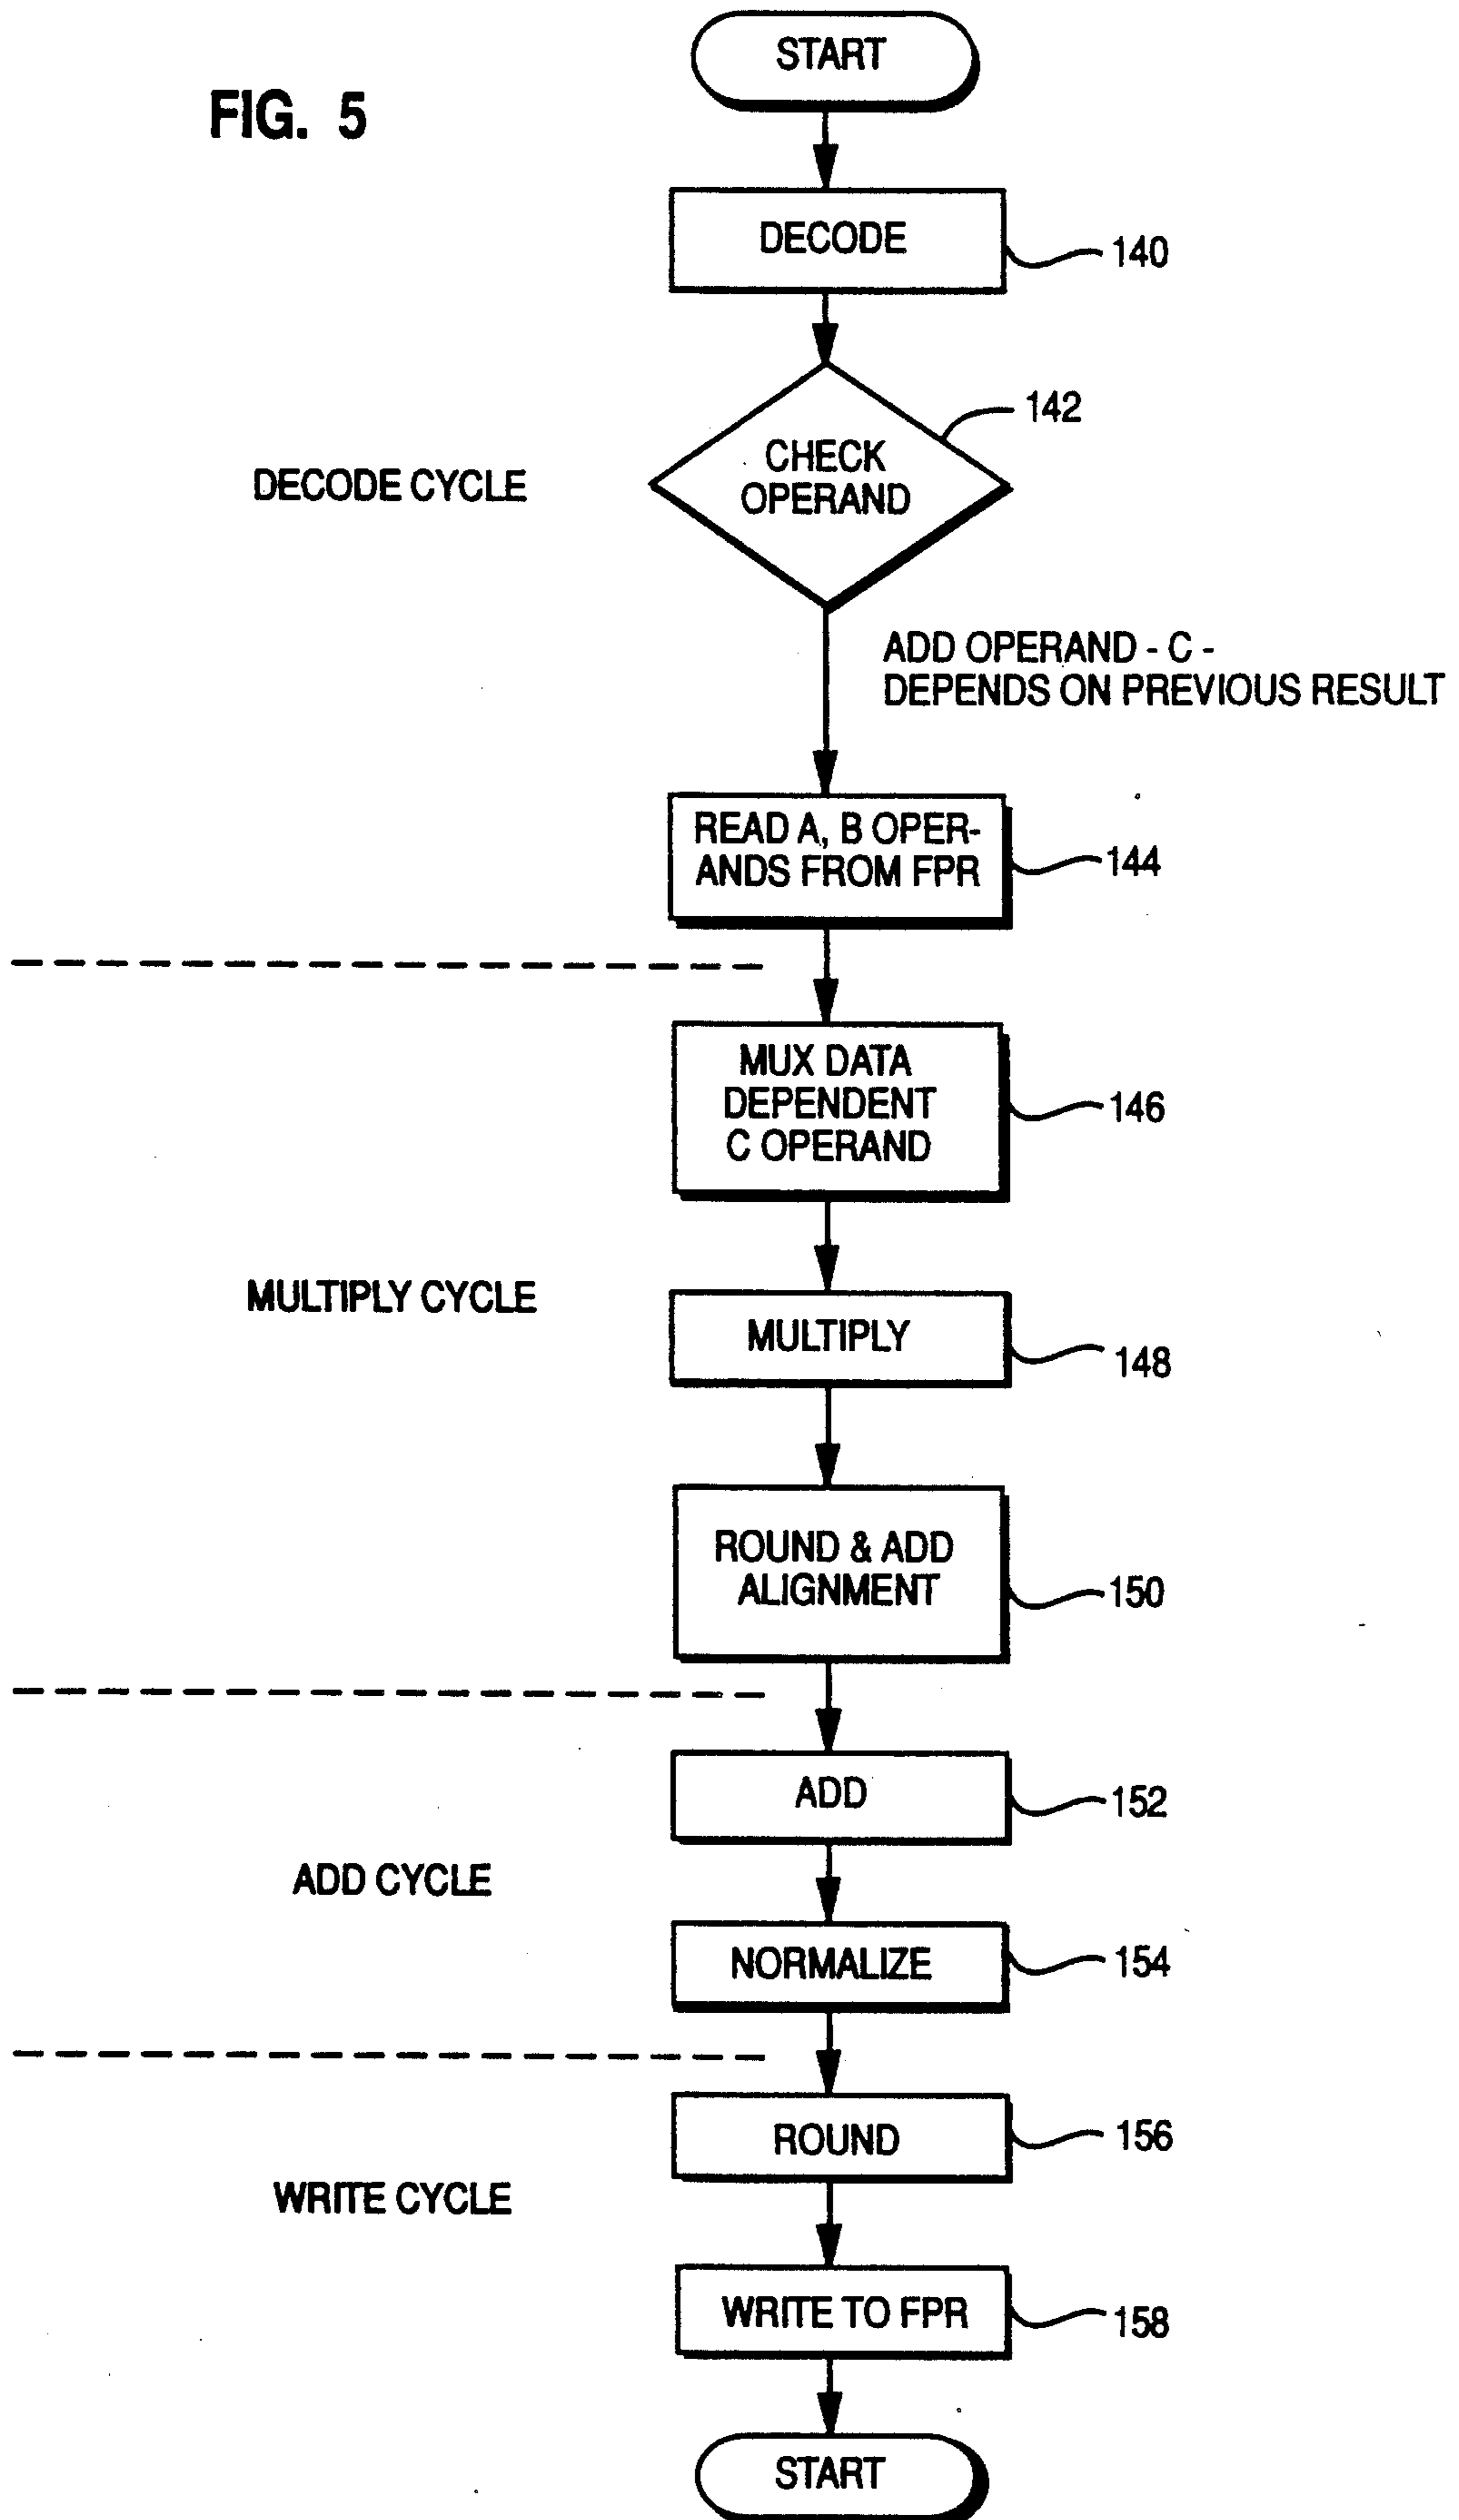 START
FIG. 5
DECODE
140
142
CHECK
OPERAND
DECODE CYCLE
ADD OPERAND - C -
DEPENDS ON PREVIOUS RESULT
READ A, B OPER-
ANDS FROM FPR
144
MUX DATA
DEPENDENT
C OPERAND
146
MULTIPLY CYCLE
MULTIPLY
148
ROUND & ADD
ALIGNMENT
150
ADD
152
ADD CYCLE
NORMALIZE
154
ROUND
156
WRITE CYCLE
WRITE TO FPR
158
START